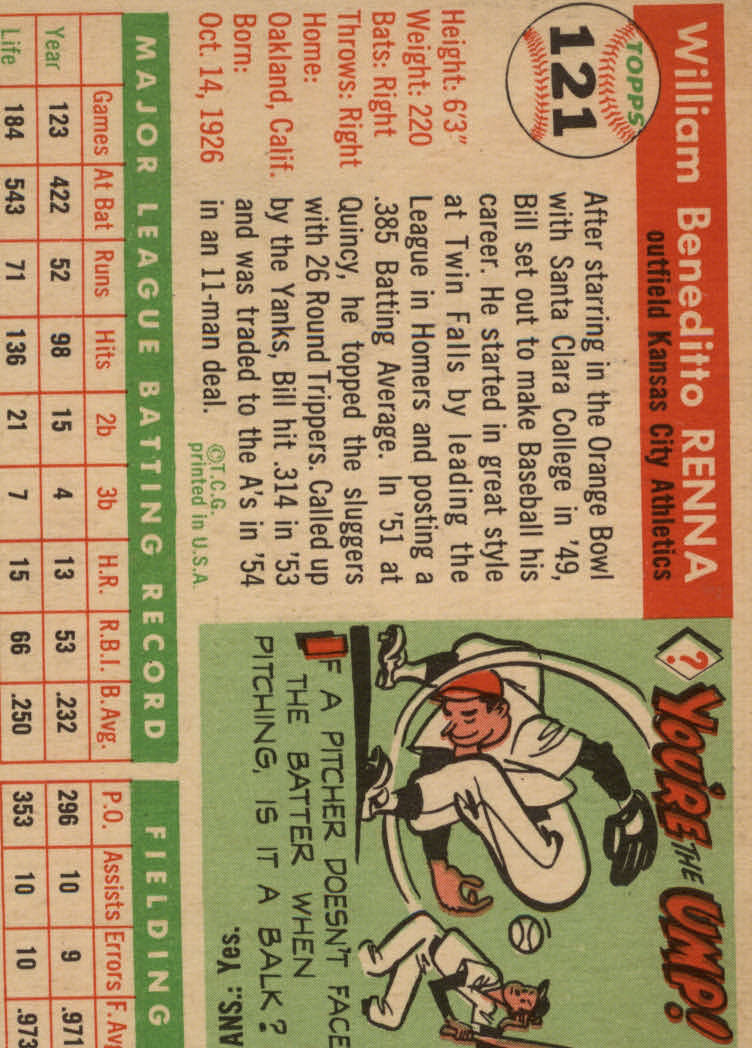 TOPPS
121
William Beneditto RENNA
outfield Kansas City Athletics
Height: 6'3"
Weight: 220
Bats: Right
Throws: Right
Home:
Oakland, Calif.
Born:
Oct. 14, 1926
After starring in the Orange Bowl
with Santa Clara College in '49,
Bill set out to make Baseball his
career. He started in great style
at Twin Falls by leading the
League in Homers and posting a
.385 Batting Average. In '51 at
Quincy, he topped the sluggers
with 26 Round Trippers. Called up
by the Yanks, Bill hit .314 in '53
and was traded to the A's in '54
in an 11-man deal.
©T.C.G.
printed in U.S.A.
? YOU'RE THE UMP!
IF A PITCHER DOESN'T FACE
THE BATTER WHEN
PITCHING, IS IT A BALK?
ANS.: Yes.
MAJOR LEAGUE BATTING RECORD
Games At Bat Runs Hits 2b 3b H.R. R.B.I. B.Avg.
Year 123 422 52 98 15 4 13 53 .232
Life 184 543 71 136 21 7 15 66 .250
FIELDING
P.O. Assists Errors F.Av
296 10 9 .971
353 10 10 .973